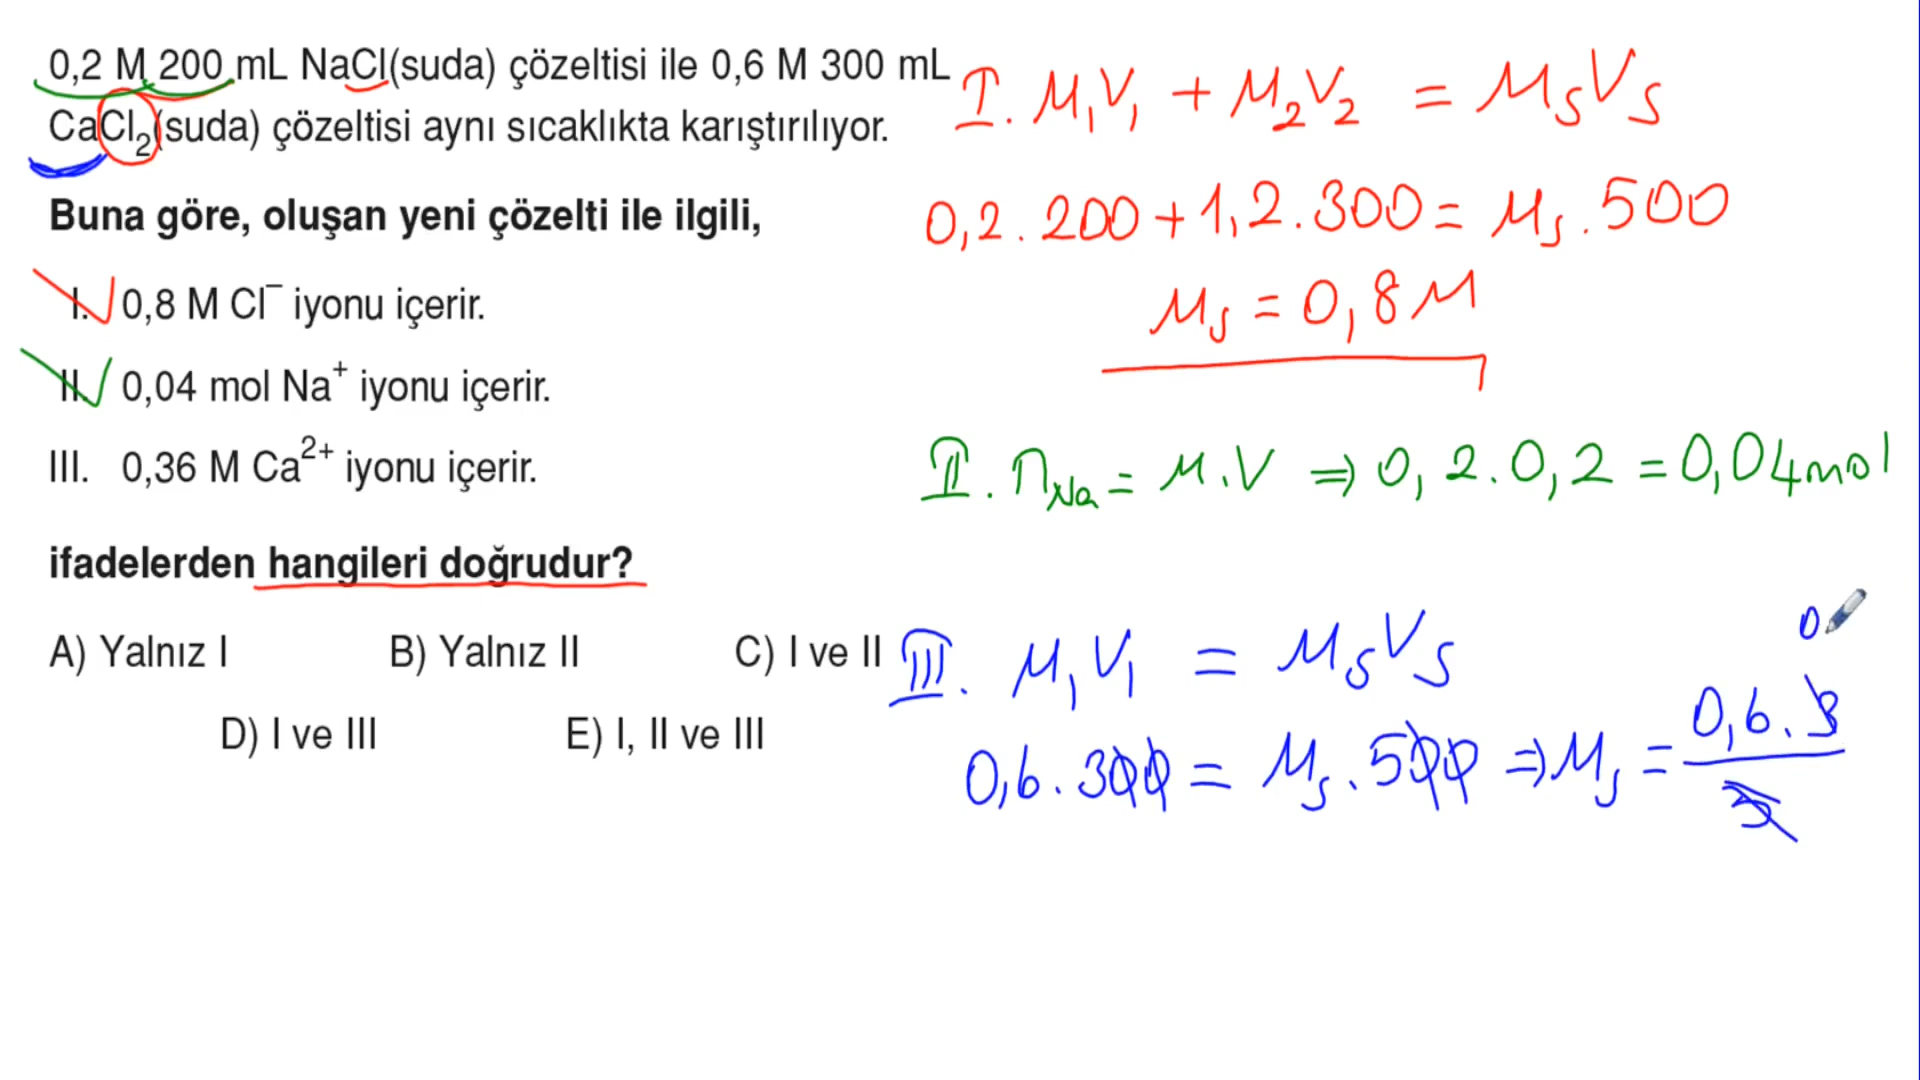 0,2 M 200 mL NaCl(suda) çözeltisi ile 0,6 M 300 mL
CaCl₂(suda) çözeltisi aynı sıcaklıkta karıştırılıyor.
Buna göre, oluşan yeni çözelti ile ilgili,
I. 0,8 M Cl⁻ iyonu içerir.
II. 0,04 mol Na⁺ iyonu içerir.
III. 0,36 M Ca²⁺ iyonu içerir.
ifadelerden hangileri doğrudur?
A) Yalnız I B) Yalnız II C) I ve II
D) I ve III E) I, II ve III
I. M₁V₁ + M₂V₂ = MₛVₛ
0,2 . 200 + 1,2 . 300 = Mₛ . 500
Mₛ = 0,8 M
II. n_Na = M . V ⇒ 0,2 . 0,2 = 0,04 mol
III. M₁V₁ = MₛVₛ
0,6 . 300 = Mₛ . 500 ⇒ Mₛ = 0,6 . 3 / 5
0,